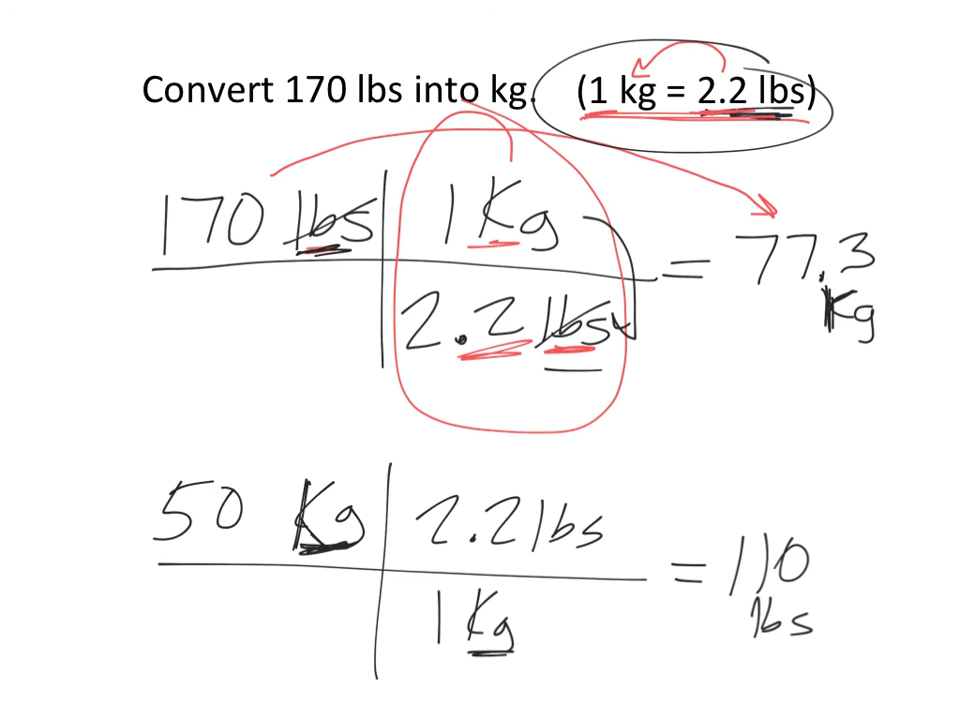 Convert 170 lbs into kg. (1 kg = 2.2 lbs)
170 lbs | 1 Kg
2.2 lbs
= 77.3
Kg
50 Kg | 2.2 lbs
1 Kg
= 110
lbs